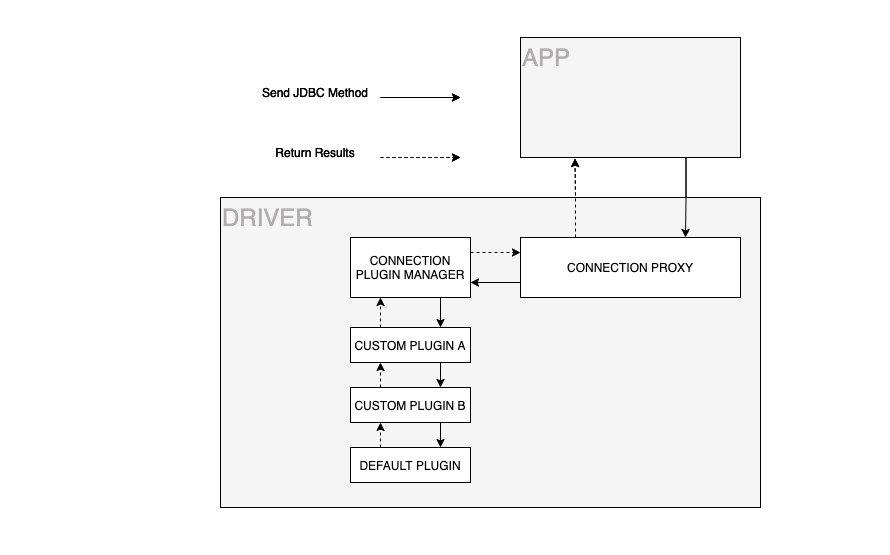 APP
Send JDBC Method
Return Results
DRIVER
CONNECTION
PLUGIN MANAGER
CONNECTION PROXY
CUSTOM PLUGIN A
CUSTOM PLUGIN B
DEFAULT PLUGIN